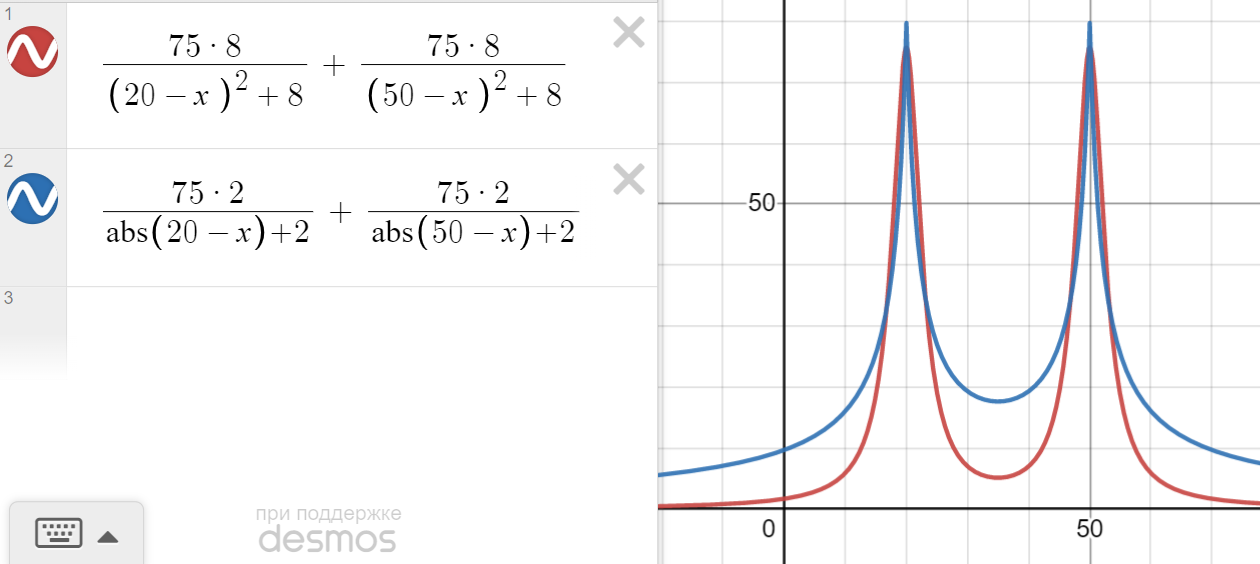 1
75 · 8 / (20 − x)² + 8 + 75 · 8 / (50 − x)² + 8
2
75 · 2 / abs(20 − x)+2 + 75 · 2 / abs(50 − x)+2
3
при поддержке
desmos
50
0
50